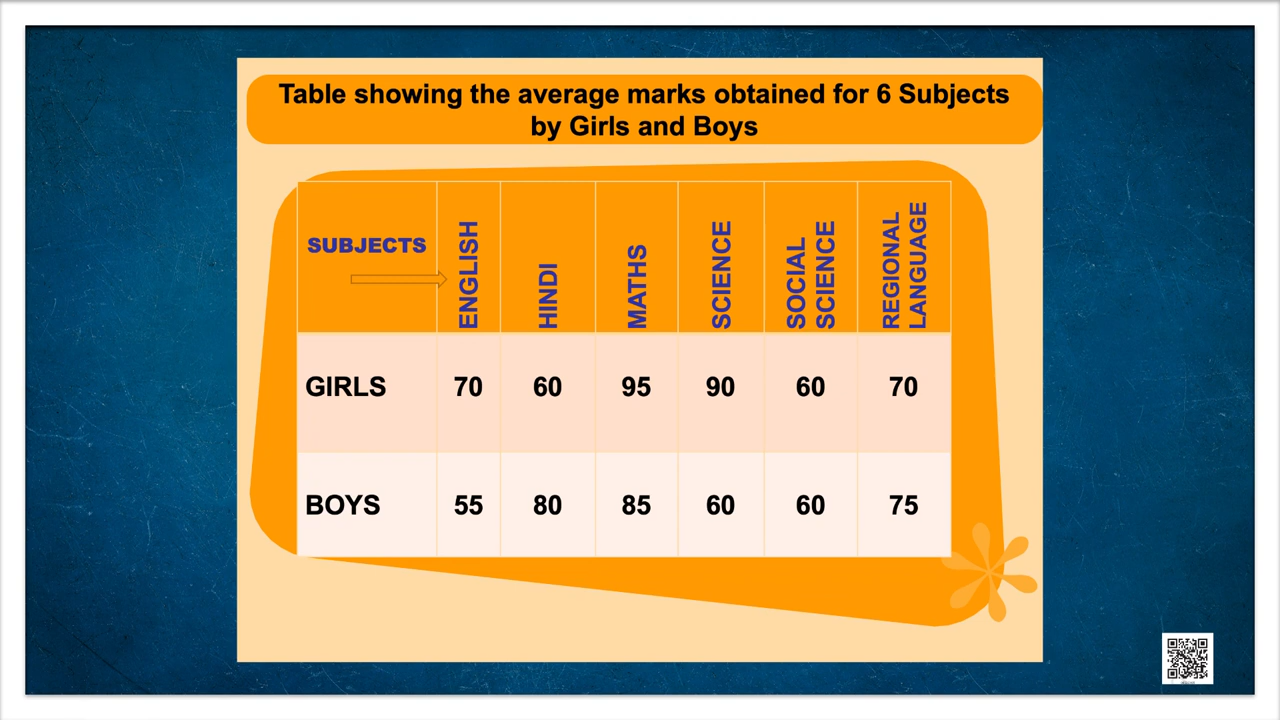 Table showing the average marks obtained for 6 Subjects
by Girls and Boys
SUBJECTS
ENGLISH
HINDI
MATHS
SCIENCE
SOCIAL
SCIENCE
REGIONAL
LANGUAGE
GIRLS 70 60 95 90 60 70
BOYS 55 80 85 60 60 75